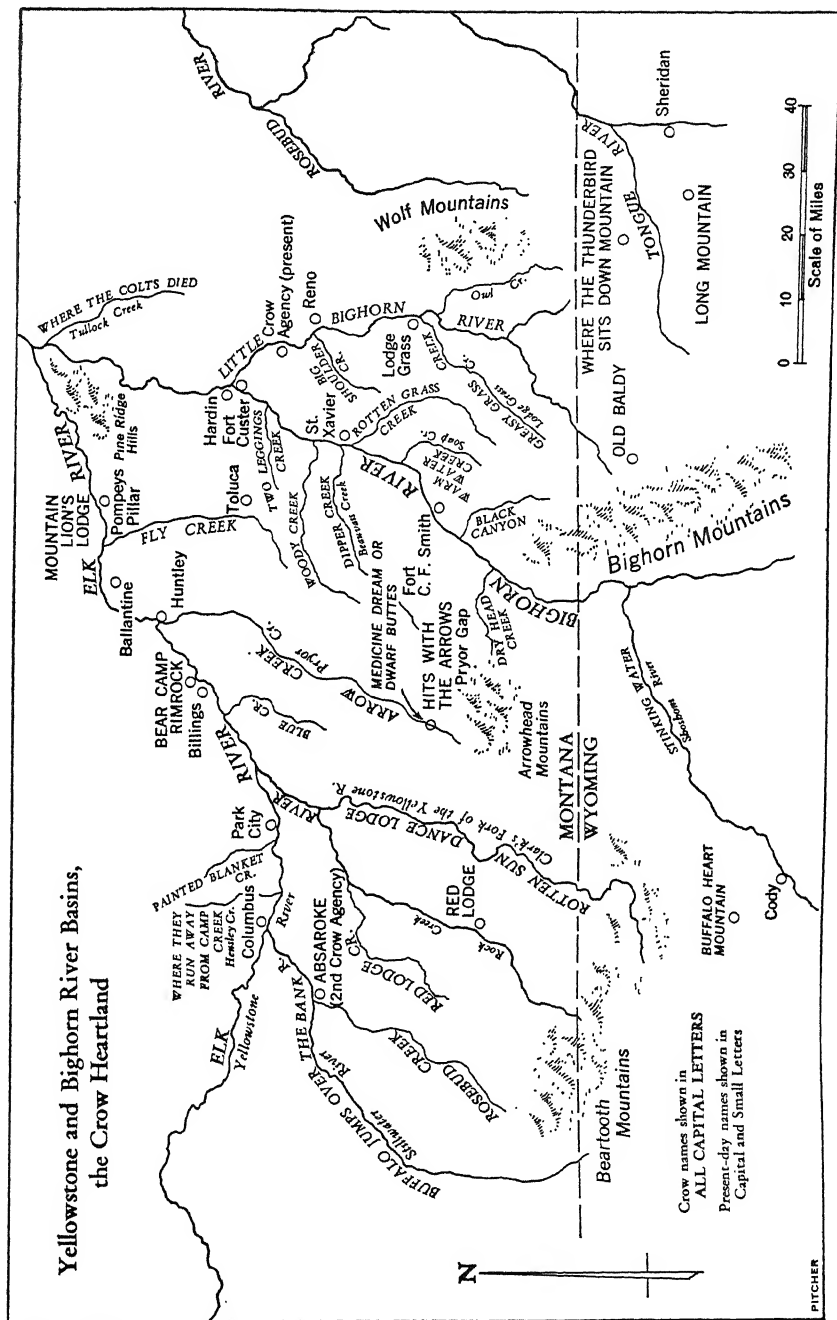 Yellowstone and Bighorn River Basins,
the Crow Heartland
N
ELK
Yellowstone
River
RIVER
ELK
RIVER
WHERE THEY
RUN AWAY
FROM CAMP
CREEK
Hensley Cr.
Columbus
PAINTED BLANKET
CR.
Park
City
BUFFALO JUMPS OVER
THE BANK
R.
Stillwater
River
ABSAROKE
(2nd Crow Agency)
ROSEBUD
CREEK
RED LODGE
CR.
Rock
Creek
RED
LODGE
ROTTEN SUN
DANCE LODGE
RIVER
Clark's Fork of the Yellowstone R.
BEAR CAMP
RIMROCK
Billings
BLUE
CR.
Huntley
Ballantine
ARROW
CREEK
Pryor
Cr.
MOUNTAIN
LION'S
LODGE
Pompeys
Pillar
Pine Ridge
Hills
FLY CREEK
Toluca
WHERE THE COLTS DIED
Tullock Creek
Hardin
Fort
Custer
TWO LEGGINGS
CREEK
WOODY CREEK
DIPPER CREEK
Beauvais
Creek
St.
Xavier
ROTTEN GRASS
CREEK
LITTLE
BIGHORN
RIVER
Crow
Agency (present)
Reno
BIG
SHOULDER
CR.
Lodge
Grass
GREASY GRASS
CREEK
Lodge Grass
Cr.
Owl
Cr.
WARM
WATER
CREEK
Soap Cr.
BLACK
CANYON
Fort
C. F. Smith
MEDICINE DREAM OR
DWARF BUTTES
HITS WITH
THE ARROWS
Pryor Gap
DRY HEAD
CREEK
Arrowhead
Mountains
BIGHORN
RIVER
Wolf Mountains
ROSEBUD
RIVER
MONTANA
WYOMING
Beartooth
Mountains
BUFFALO HEART
MOUNTAIN
Cody
STINKING WATER
Shoshone
River
Bighorn Mountains
OLD BALDY
WHERE THE THUNDERBIRD
SITS DOWN MOUNTAIN
TONGUE
RIVER
Sheridan
LONG MOUNTAIN
0
10
20
30
40
Scale of Miles
Crow names shown in
ALL CAPITAL LETTERS
Present-day names shown in
Capital and Small Letters
PITCHER